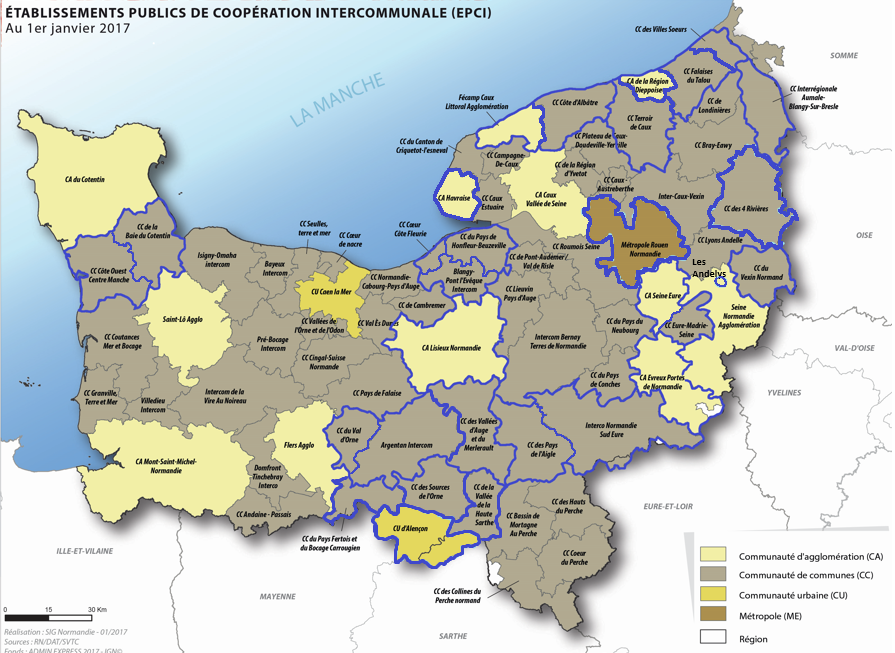 ÉTABLISSEMENTS PUBLICS DE COOPÉRATION INTERCOMMUNALE (EPCI)
Au 1er janvier 2017
LA MANCHE
SOMME
OISE
VAL-D'OISE
YVELINES
EURE-ET-LOIR
SARTHE
MAYENNE
ILLE-ET-VILAINE
CC des Villes Soeurs
CA de la Région
Dieppoise
CC Falaises
du Talou
CC Interrégionale
Aumale-
Blangy-Sur-Bresle
Fécamp Caux
Littoral Agglomération
CC Côte d'Albâtre
CC de
Londinières
CC Terroir
de Caux
CC du Canton de
Criquetot-l'esneval
CC Plateau de Caux-
Doudeville-Yerville
CC Bray-Eawy
CC Campagne-
De-Caux
CC de la Région
d'Yvetot
CC Caux-
Austreberthe
CA Havraise
CC Caux
Estuaire
CA Caux
Vallée de Seine
Inter-Caux-Vexin
CC des 4 Rivières
CA du Cotentin
CC de la
Baie du Cotentin
CC Seulles,
terre et mer
CC Cœur
de nacre
CC Cœur
Côte Fleurie
CC du Pays de
Honfleur-Beuzeville
CC Roumois Seine
Métropole Rouen
Normandie
CC Lyons Andelle
Les
Andelys
CC du
Vexin Normand
CC Côte Ouest
Centre Manche
Isigny-Omaha
intercom
Bayeux
Intercom
CU Caen la Mer
CC Normandie-
Cabourg-Pays d'Auge
Blangy-
Pont l'Evêque
Intercom
CC de Pont-Audemer/
Val de Risle
CC Lieuvin
Pays d'Auge
CA Seine Eure
Seine
Normandie
Agglomération
Saint-Lô Agglo
CC de Cambremer
CC Val Ès Dunes
CC Vallées de
l'Orne et de l'Odon
CC Eure-Madrie-
Seine
CC du Pays du
Neubourg
CC Coutances
Mer et Bocage
Pré-Bocage
Intercom
CA Lisieux Normandie
Intercom Bernay
Terres de Normandie
CC Cingal-Suisse
Normande
CC du Pays
de Conches
CA Evreux Portes
de Normandie
CC Granville,
Terre et Mer
Villedieu
Intercom
Intercom de la
Vire Au Noireau
CC Pays de Falaise
Interco Normandie
Sud Eure
Flers Agglo
CC du Val
d'Orne
Argentan Intercom
CC des Vallées
d'Auge
et du
Merlerault
CC des Pays
de l'Aigle
CA Mont-Saint-Michel-
Normandie
Domfront
Tinchebray
Interco
CC des Sources
de l'Orne
CC de la
Vallée
de la
Haute
Sarthe
CC Andaine - Passais
CC du Pays Fertois et
du Bocage Carrougien
CU d'Alençon
CC Bassin de
Mortagne
Au Perche
CC des Hauts
du Perche
CC Coeur
du Perche
CC des Collines du
Perche normand
Communauté d'agglomération (CA)
Communauté de communes (CC)
Communauté urbaine (CU)
Métropole (ME)
Région
0 15 30 Km
Réalisation : SIG Normandie - 01/2017
Sources : RN/DAT/SVTC
Fonds : ADMIN EXPRESS 2017 - IGN©